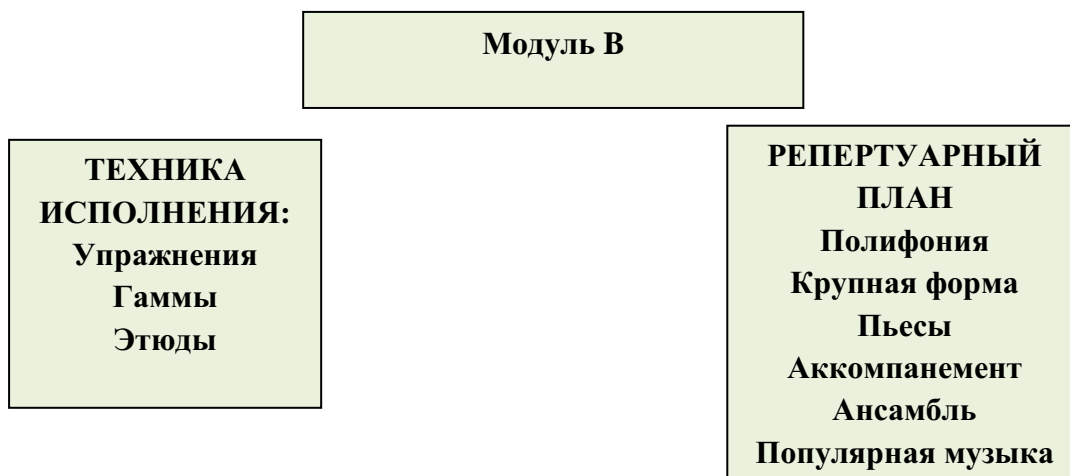 Модуль В
ТЕХНИКА
ИСПОЛНЕНИЯ:
Упражнения
Гаммы
Этюды
РЕПЕРТУАРНЫЙ
ПЛАН
Полифония
Крупная форма
Пьесы
Аккомпанемент
Ансамбль
Популярная музыка